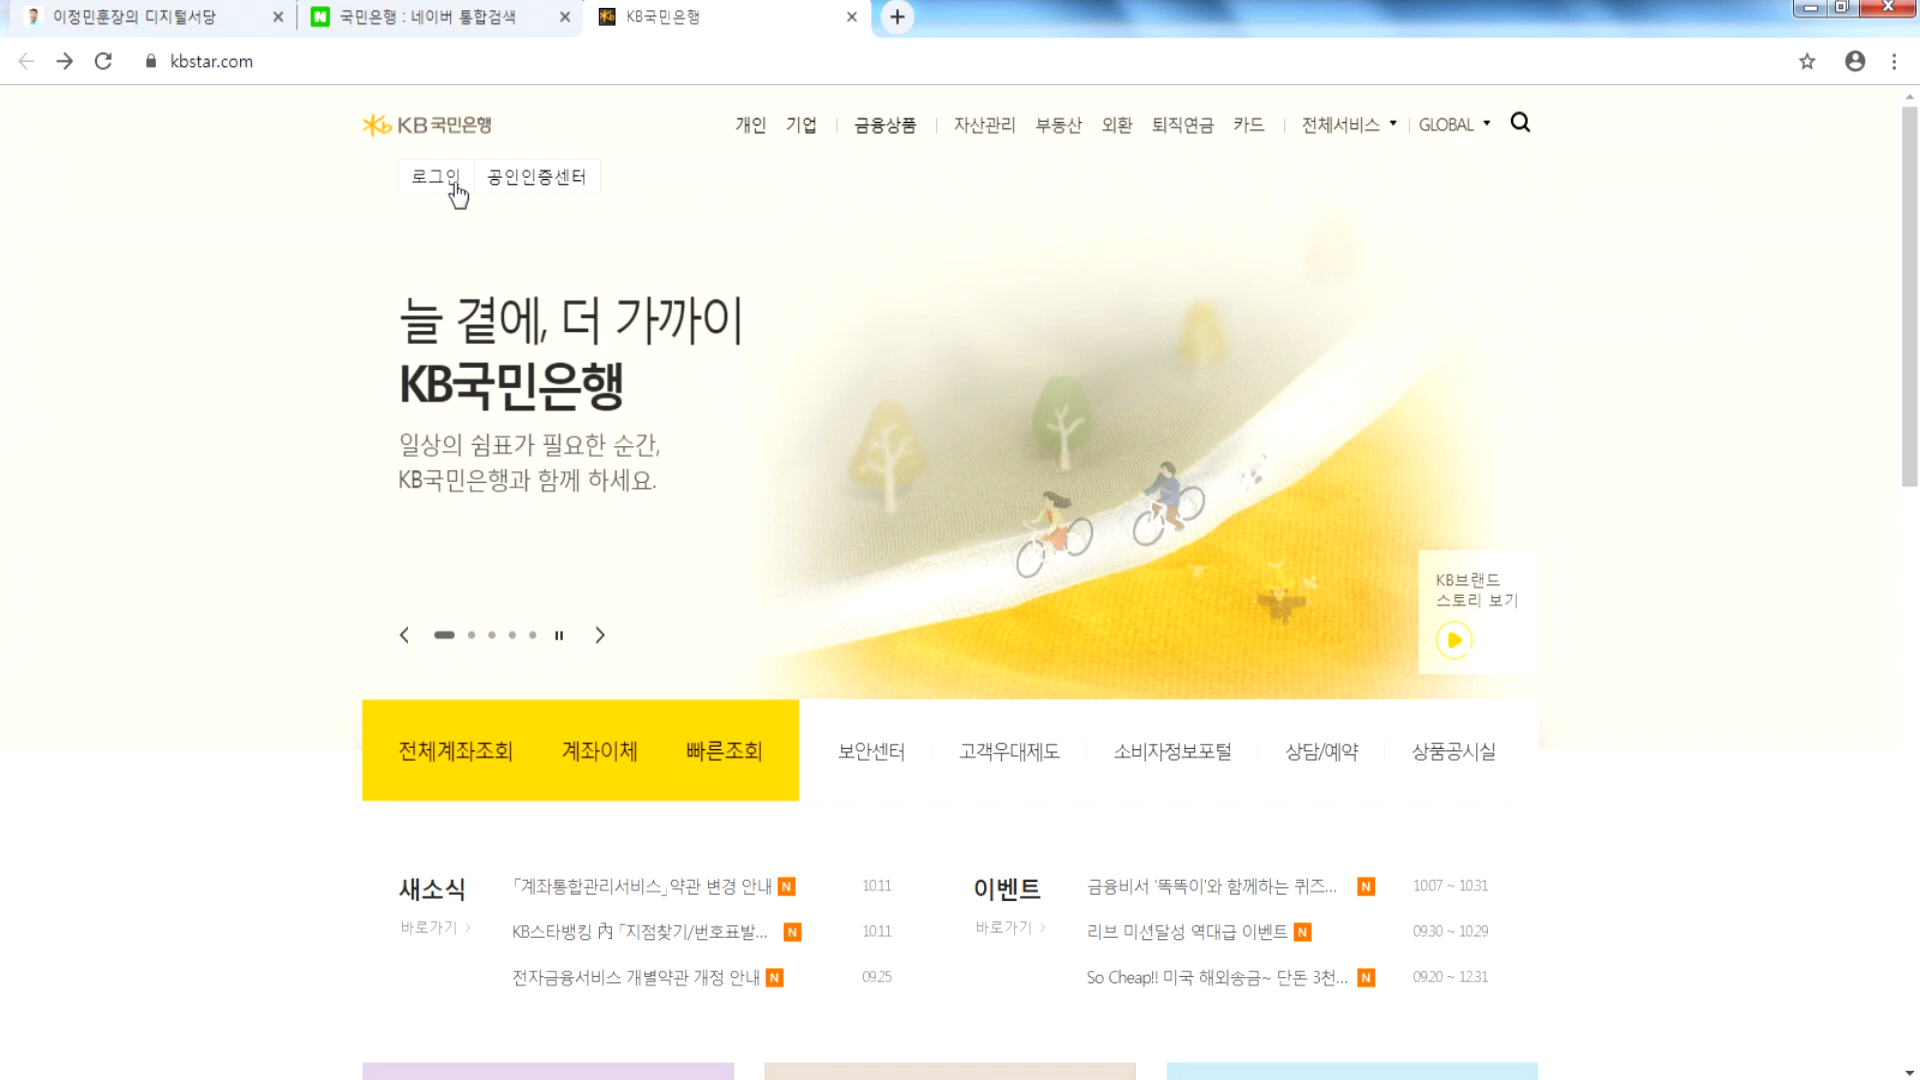 이정민훈장의 디지털서당
국민은행 : 네이버 통합검색
KB국민은행
kbstar.com
KB국민은행
개인 기업 금융상품 자산관리 부동산 외환 퇴직연금 카드 전체서비스 GLOBAL
로그인 공인인증센터
늘 곁에, 더 가까이
KB국민은행
일상의 쉼표가 필요한 순간,
KB국민은행과 함께 하세요.
KB브랜드
스토리 보기
전체계좌조회 계좌이체 빠른조회 보안센터 고객우대제도 소비자정보포털 상담/예약 상품공시실
새소식
바로가기
「계좌통합관리서비스」약관 변경 안내 N 10.11
KB스타뱅킹 內 「지점찾기/번호표발... N 10.11
전자금융서비스 개별약관 개정 안내 N 09.25
이벤트
바로가기
금융비서 '똑똑이'와 함께하는 퀴즈... N 10.07 ~ 10.31
리브 미션달성 역대급 이벤트 N 09.30 ~ 10.29
So Cheap!! 미국 해외송금~ 단돈 3천... N 09.20 ~ 12.31